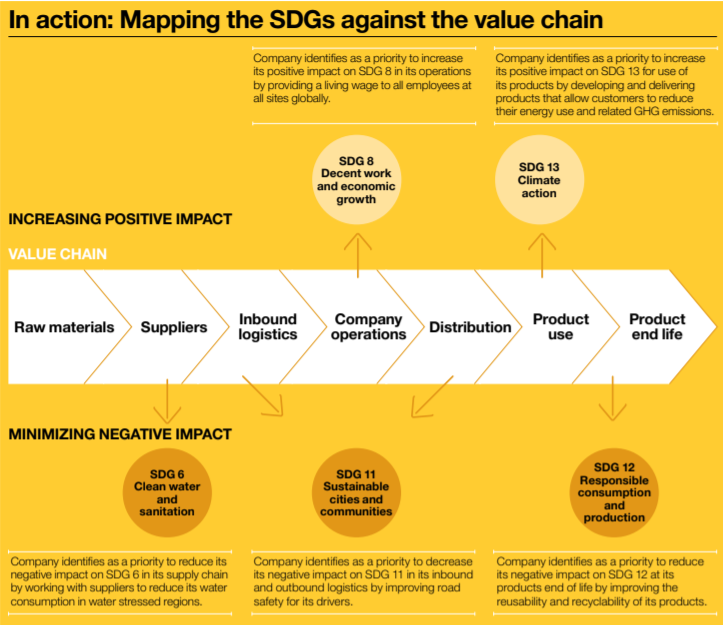 In action: Mapping the SDGs against the value chain
Company identifies as a priority to increase
its positive impact on SDG 8 in its operations
by providing a living wage to all employees at
all sites globally.
Company identifies as a priority to increase
its positive impact on SDG 13 for use of
its products by developing and delivering
products that allow customers to reduce
their energy use and related GHG emissions.
SDG 8
Decent work
and economic
growth
SDG 13
Climate
action
INCREASING POSITIVE IMPACT
VALUE CHAIN
Raw materials
Suppliers
Inbound
logistics
Company
operations
Distribution
Product
use
Product
end life
MINIMIZING NEGATIVE IMPACT
SDG 6
Clean water
and
sanitation
SDG 11
Sustainable
cities and
communities
SDG 12
Responsible
consumption
and
production
Company identifies as a priority to reduce its
negative impact on SDG 6 in its supply chain
by working with suppliers to reduce its water
consumption in water stressed regions.
Company identifies as a priority to decrease
its negative impact on SDG 11 in its inbound
and outbound logistics by improving road
safety for its drivers.
Company identifies as a priority to reduce
its negative impact on SDG 12 at its
products end of life by improving the
reusability and recyclability of its products.